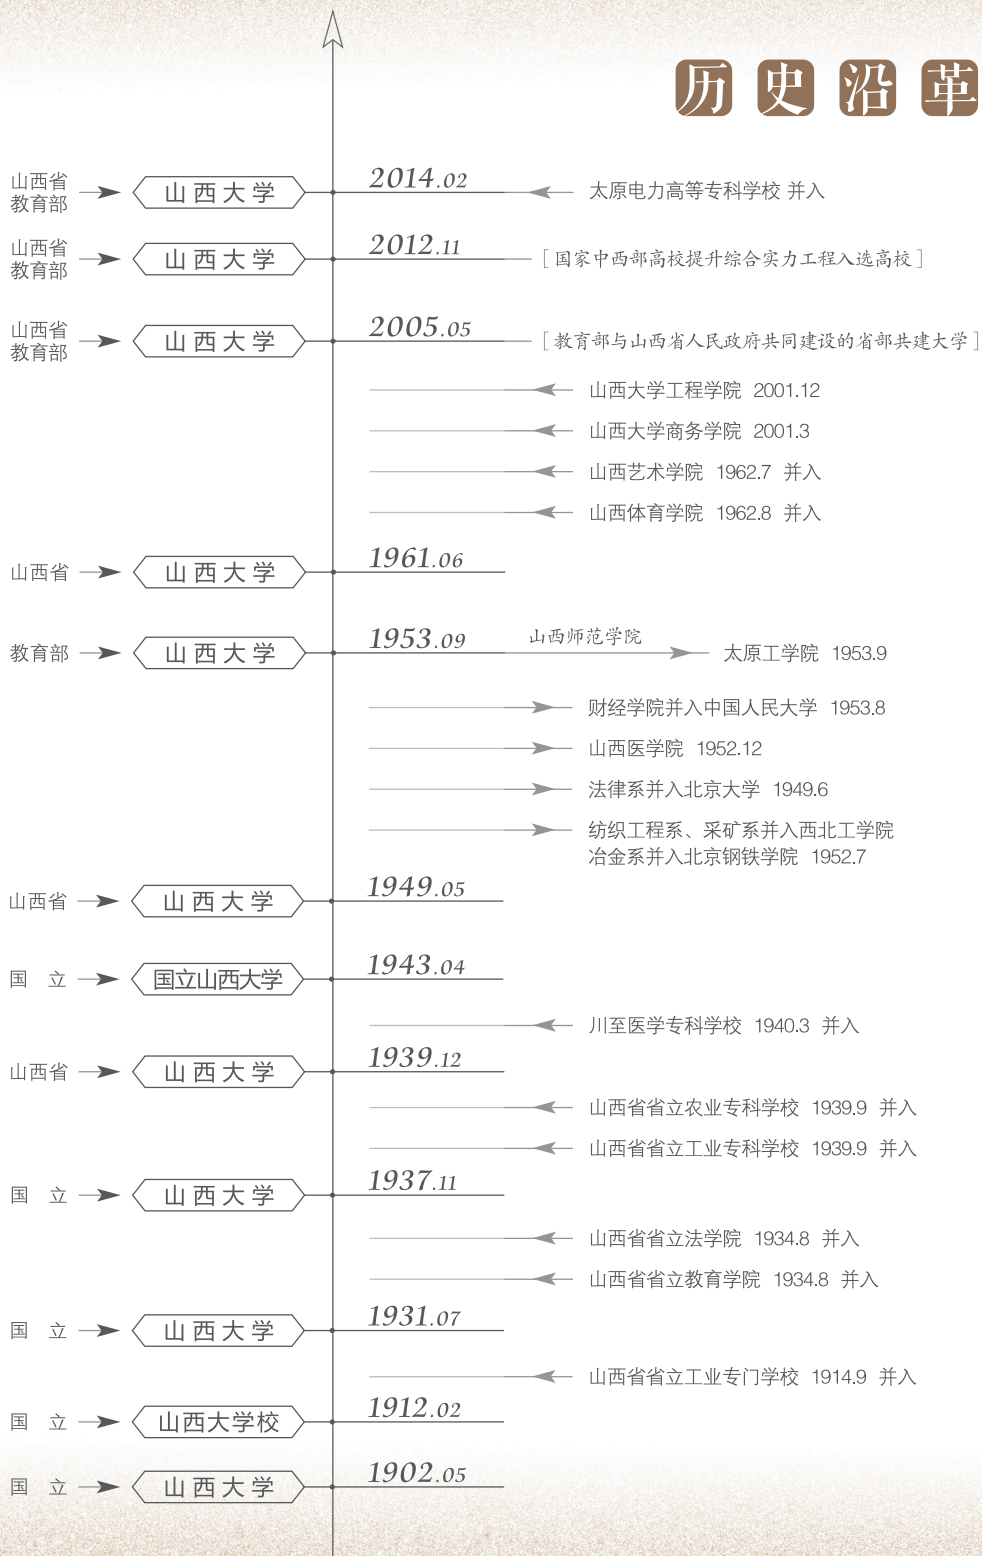 历史沿革
山西省
教育部
山西大学
2014.02
太原电力高等专科学校 并入
山西省
教育部
山西大学
2012.11
[国家中西部高校提升综合实力工程入选高校]
山西省
教育部
山西大学
2005.05
[教育部与山西省人民政府共同建设的省部共建大学]
山西大学工程学院 2001.12
山西大学商务学院 2001.3
山西艺术学院 1962.7 并入
山西体育学院 1962.8 并入
山西省
山西大学
1961.06
教育部
山西大学
1953.09
山西师范学院
太原工学院 1953.9
财经学院并入中国人民大学 1953.8
山西医学院 1952.12
法律系并入北京大学 1949.6
纺织工程系、采矿系并入西北工学院
冶金系并入北京钢铁学院 1952.7
山西省
山西大学
1949.05
国 立
国立山西大学
1943.04
川至医学专科学校 1940.3 并入
山西省
山西大学
1939.12
山西省省立农业专科学校 1939.9 并入
山西省省立工业专科学校 1939.9 并入
国 立
山西大学
1937.11
山西省省立法学院 1934.8 并入
山西省省立教育学院 1934.8 并入
国 立
山西大学
1931.07
山西省省立工业专门学校 1914.9 并入
国 立
山西大学校
1912.02
国 立
山西大学
1902.05